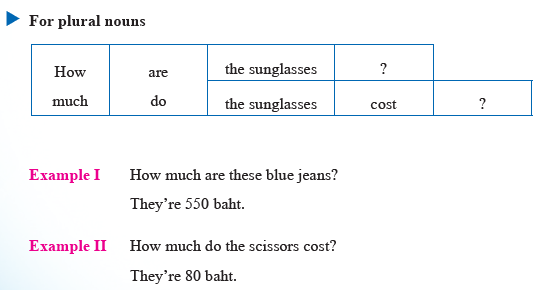 For plural nouns
How are the sunglasses ?
much do the sunglasses cost ?
Example I How much are these blue jeans?
They're 550 baht.
Example II How much do the scissors cost?
They're 80 baht.